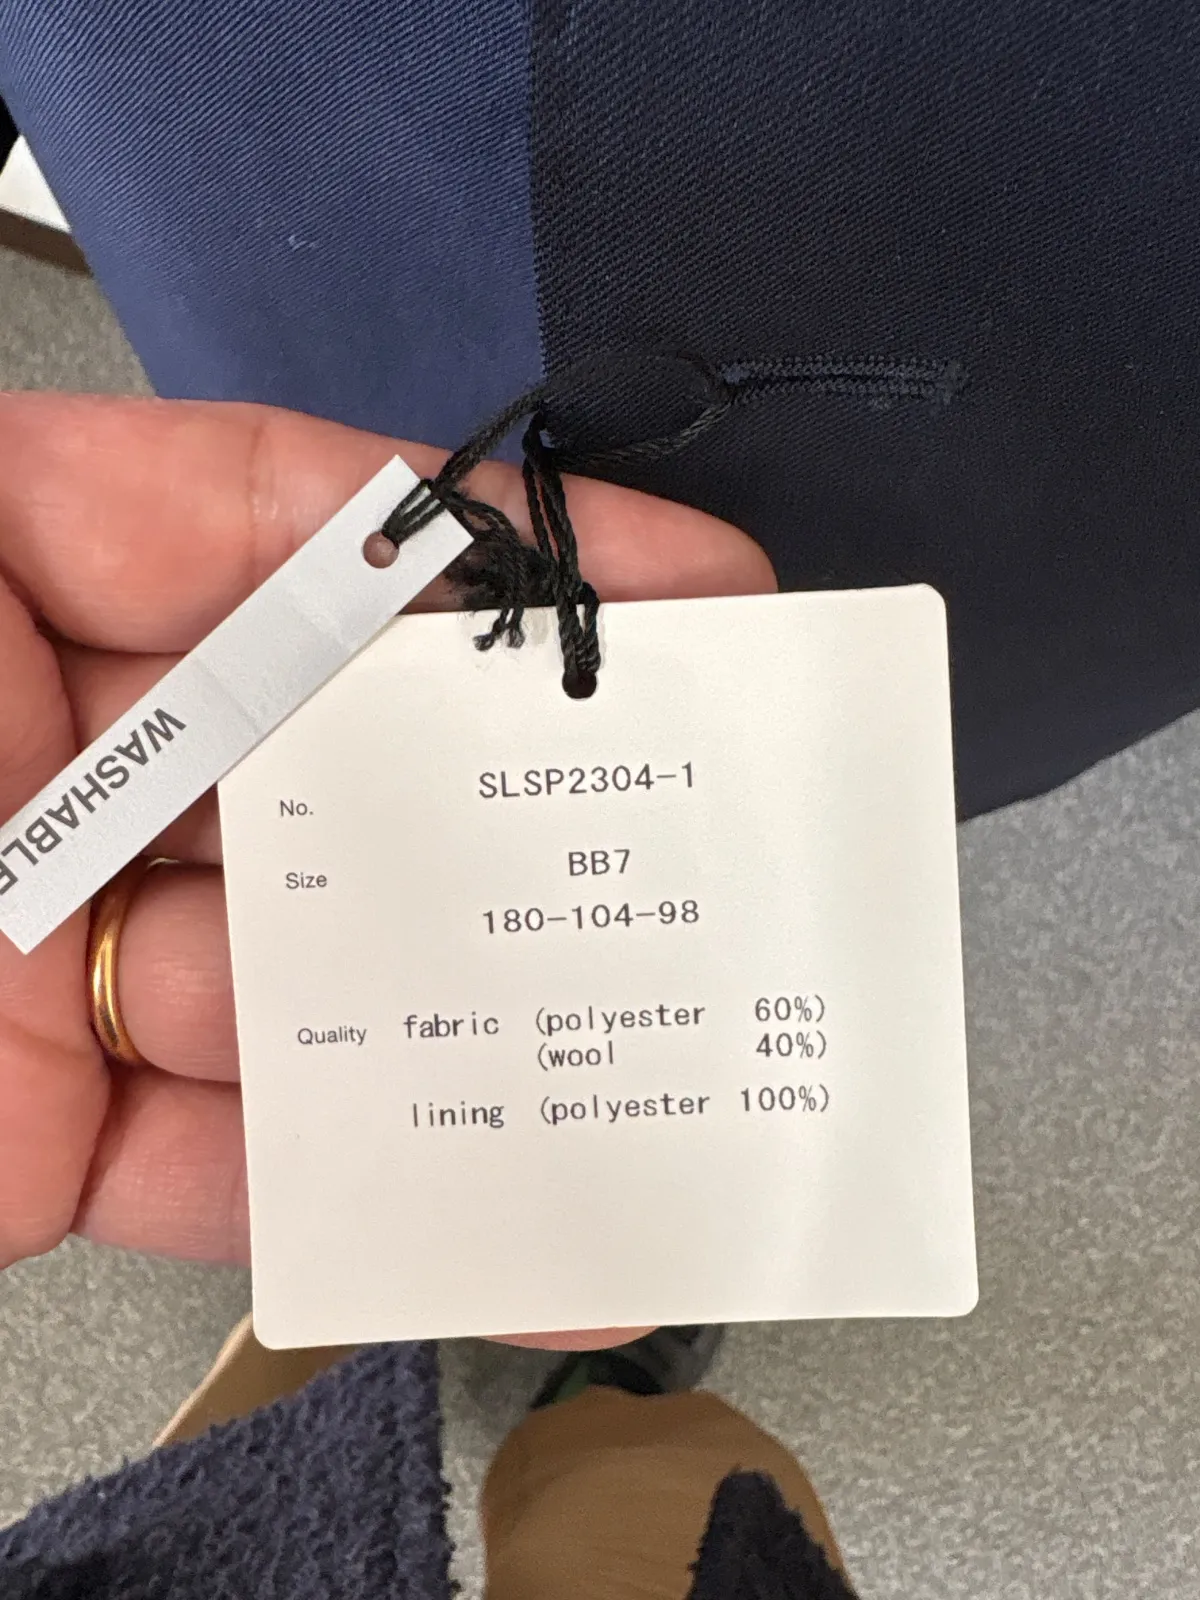 WASHABLE
No. SLSP2304-1
Size BB7
180-104-98
Quality fabric (polyester 60%)
(wool 40%)
lining (polyester 100%)